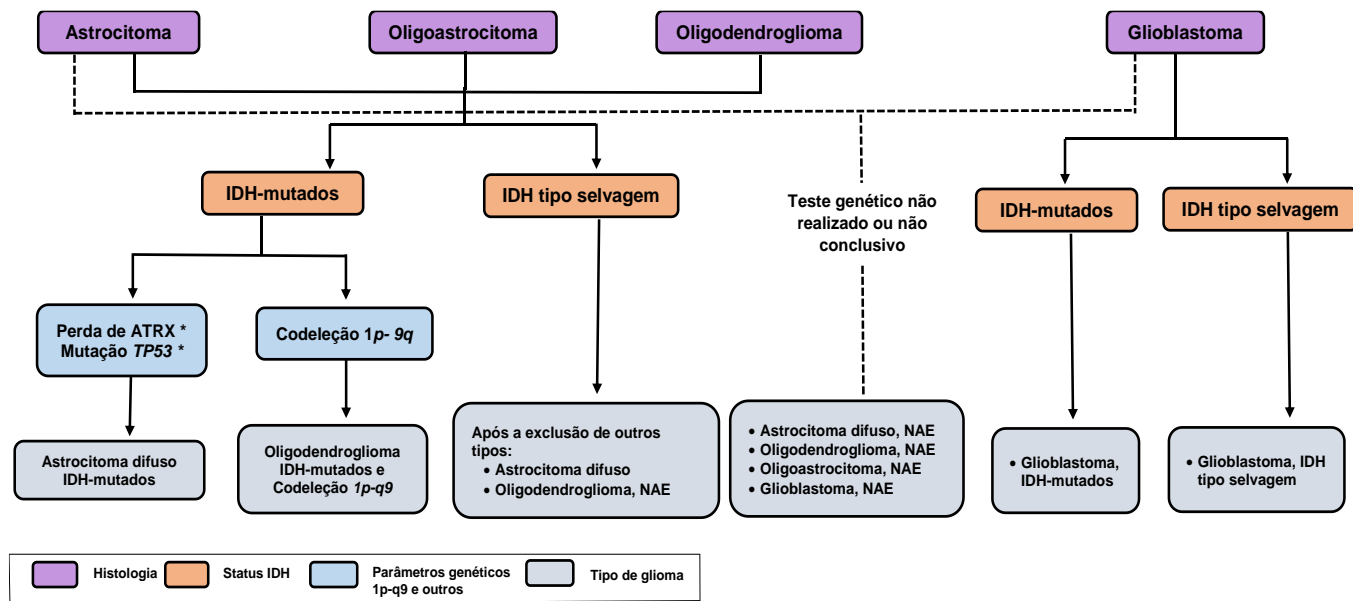 Astrocitoma
Oligoastrocitoma
Oligodendroglioma
Glioblastoma
IDH-mutados
IDH tipo selvagem
Teste genético não
realizado ou não
conclusivo
IDH-mutados
IDH tipo selvagem
Perda de ATRX *
Mutação TP53 *
Codeleção 1p- 9q
Astrocitoma difuso
IDH-mutados
Oligodendroglioma
IDH-mutados e
Codeleção 1p-q9
Após a exclusão de outros
tipos:
• Astrocitoma difuso
• Oligodendroglioma, NAE
• Astrocitoma difuso, NAE
• Oligodendroglioma, NAE
• Oligoastrocitoma, NAE
• Glioblastoma, NAE
• Glioblastoma,
IDH-mutados
• Glioblastoma, IDH
tipo selvagem
Histologia
Status IDH
Parâmetros genéticos
1p-q9 e outros
Tipo de glioma